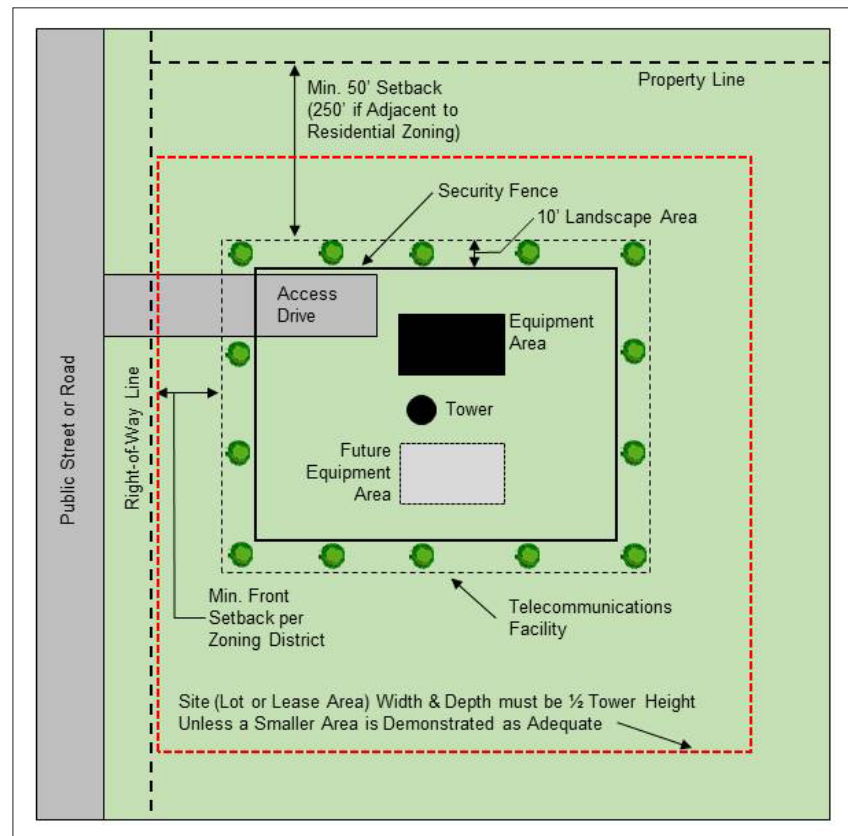 Property Line
Min. 50’ Setback
(250’ if Adjacent to
Residential Zoning)
Security Fence
10’ Landscape Area
Access
Drive
Equipment
Area
Tower
Future
Equipment
Area
Public Street or Road
Right-of-Way Line
Min. Front
Setback per
Zoning District
Telecommunications
Facility
Site (Lot or Lease Area) Width & Depth must be ½ Tower Height
Unless a Smaller Area is Demonstrated as Adequate